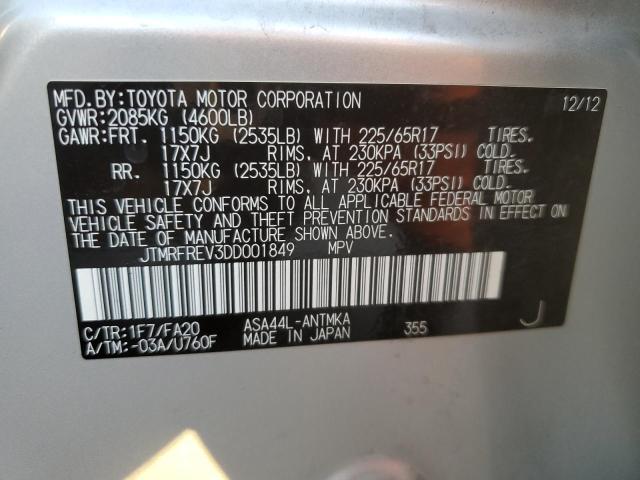 MFD.BY:TOYOTA MOTOR CORPORATION 12/12
GVWR:2085KG (4600LB)
GAWR:FRT. 1150KG (2535LB) WITH 225/65R17 TIRES.
17X7J RIMS, AT 230KPA (33PSI) COLD.
RR. 1150KG (2535LB) WITH 225/65R17 TIRES.
17X7J RIMS, AT 230KPA (33PSI) COLD.
THIS VEHICLE CONFORMS TO ALL APPLICABLE FEDERAL MOTOR
VEHICLE SAFETY AND THEFT PREVENTION STANDARDS IN EFFECT ON
THE DATE OF MANUFACTURE SHOWN ABOVE.
JTMRFREV3DD001849 MPV
C/TR:1F7/FA20 ASA44L-ANTMKA 355 J
A/TM:-03A/U760F MADE IN JAPAN